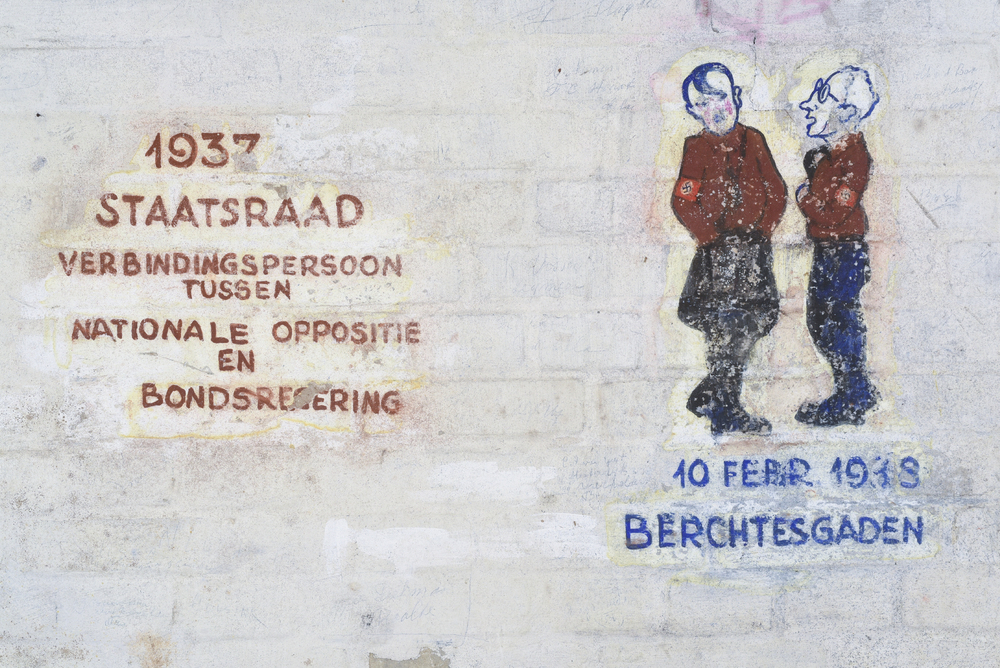 1937
STAATSRAAD
VERBINDINGSPERSOON
TUSSEN
NATIONALE OPPOSITIE
EN
BONDSREGERING
10 FEBR 1938
BERCHTESGADEN